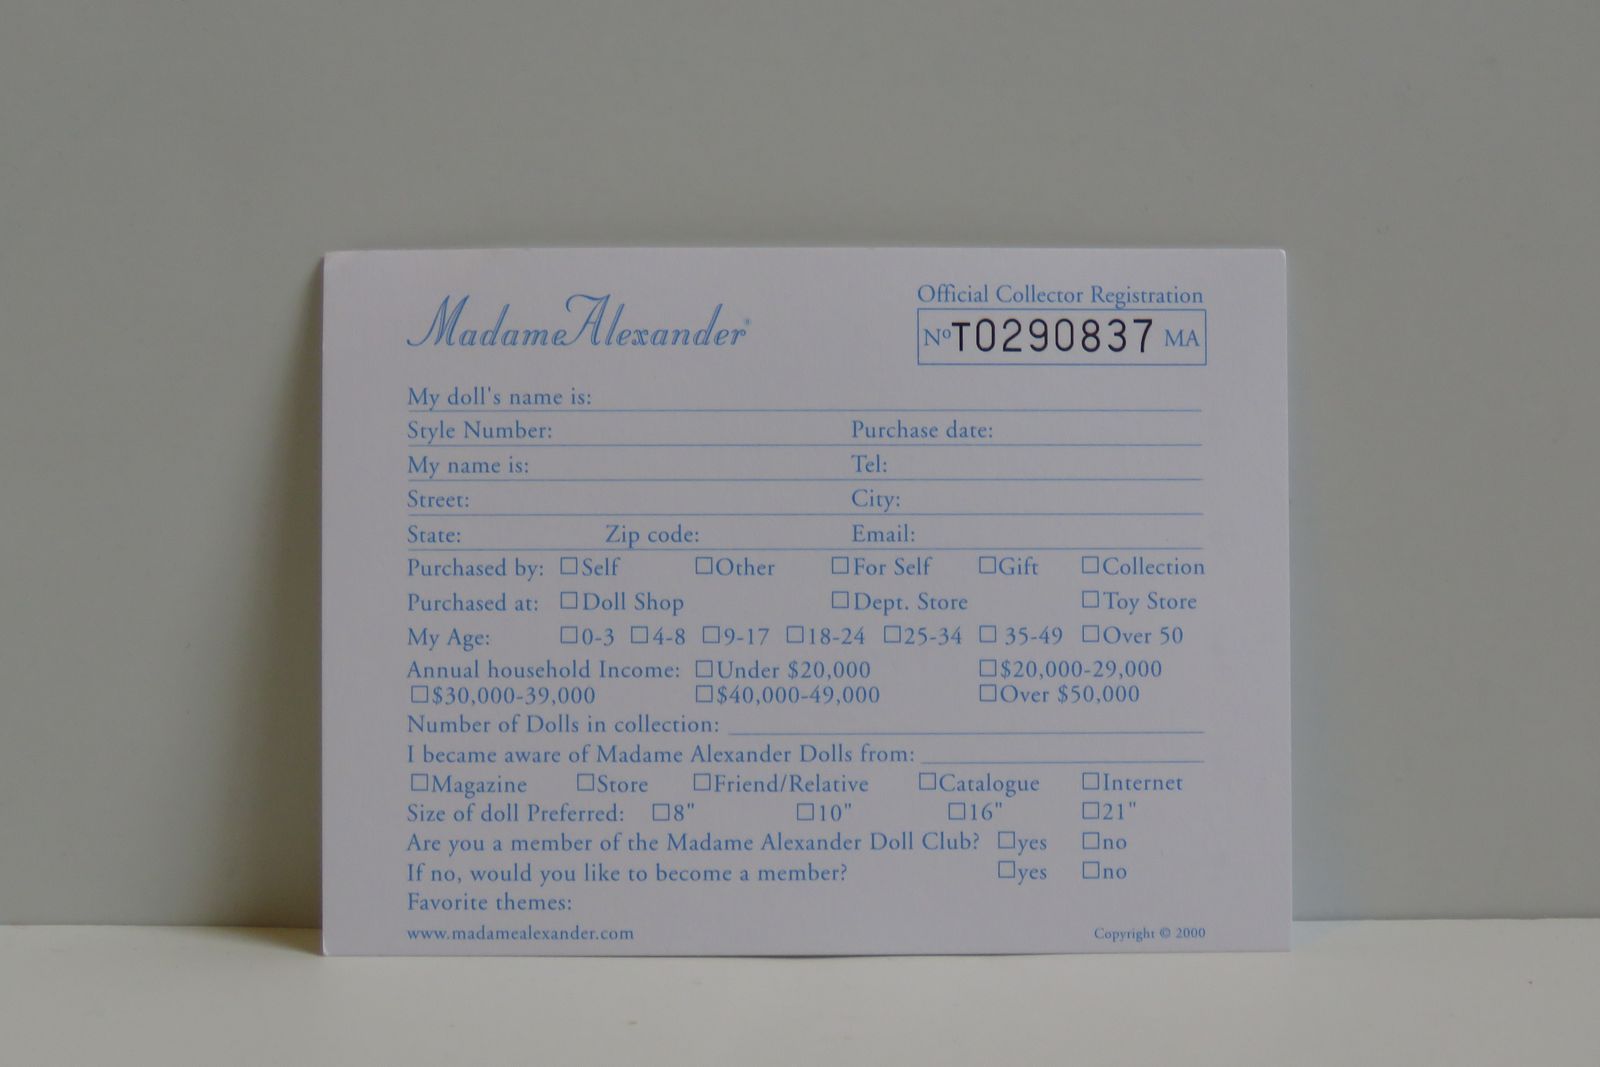 Madame Alexander®
Official Collector Registration
Nº T0290837 MA
My doll's name is:
Style Number: Purchase date:
My name is: Tel:
Street: City:
State: Zip code: Email:
Purchased by: ☐Self ☐Other ☐For Self ☐Gift ☐Collection
Purchased at: ☐Doll Shop ☐Dept. Store ☐Toy Store
My Age: ☐0-3 ☐4-8 ☐9-17 ☐18-24 ☐25-34 ☐ 35-49 ☐Over 50
Annual household Income: ☐Under $20,000 ☐$20,000-29,000
☐$30,000-39,000 ☐$40,000-49,000 ☐Over $50,000
Number of Dolls in collection:
I became aware of Madame Alexander Dolls from:
☐Magazine ☐Store ☐Friend/Relative ☐Catalogue ☐Internet
Size of doll Preferred: ☐8" ☐10" ☐16" ☐21"
Are you a member of the Madame Alexander Doll Club? ☐yes ☐no
If no, would you like to become a member? ☐yes ☐no
Favorite themes:
www.madamealexander.com Copyright © 2000